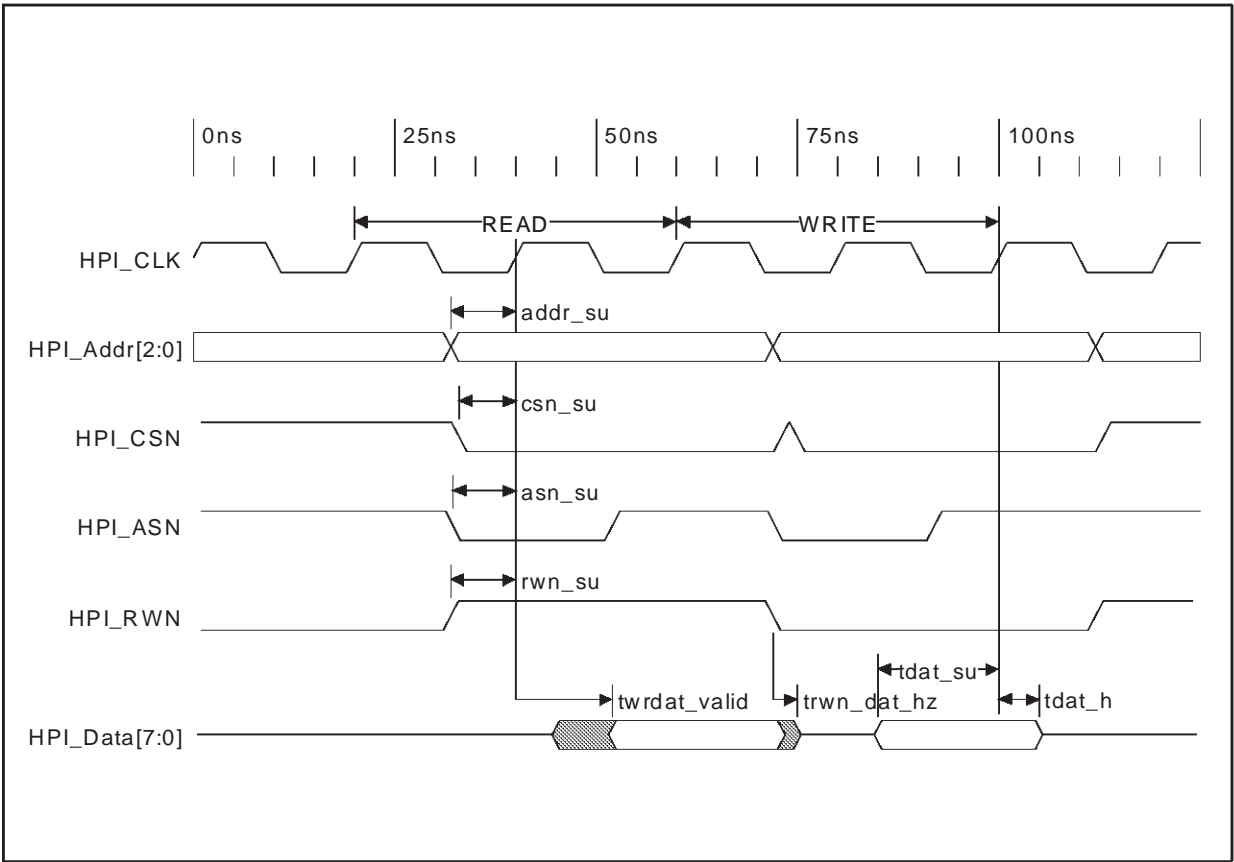 0ns 25ns 50ns 75ns 100ns
READ WRITE
HPI_CLK
addr_su
HPI_Addr[2:0]
csn_su
HPI_CSN
asn_su
HPI_ASN
rwn_su
HPI_RWN
tdat_su
twrdat_valid trwn_dat_hz tdat_h
HPI_Data[7:0]